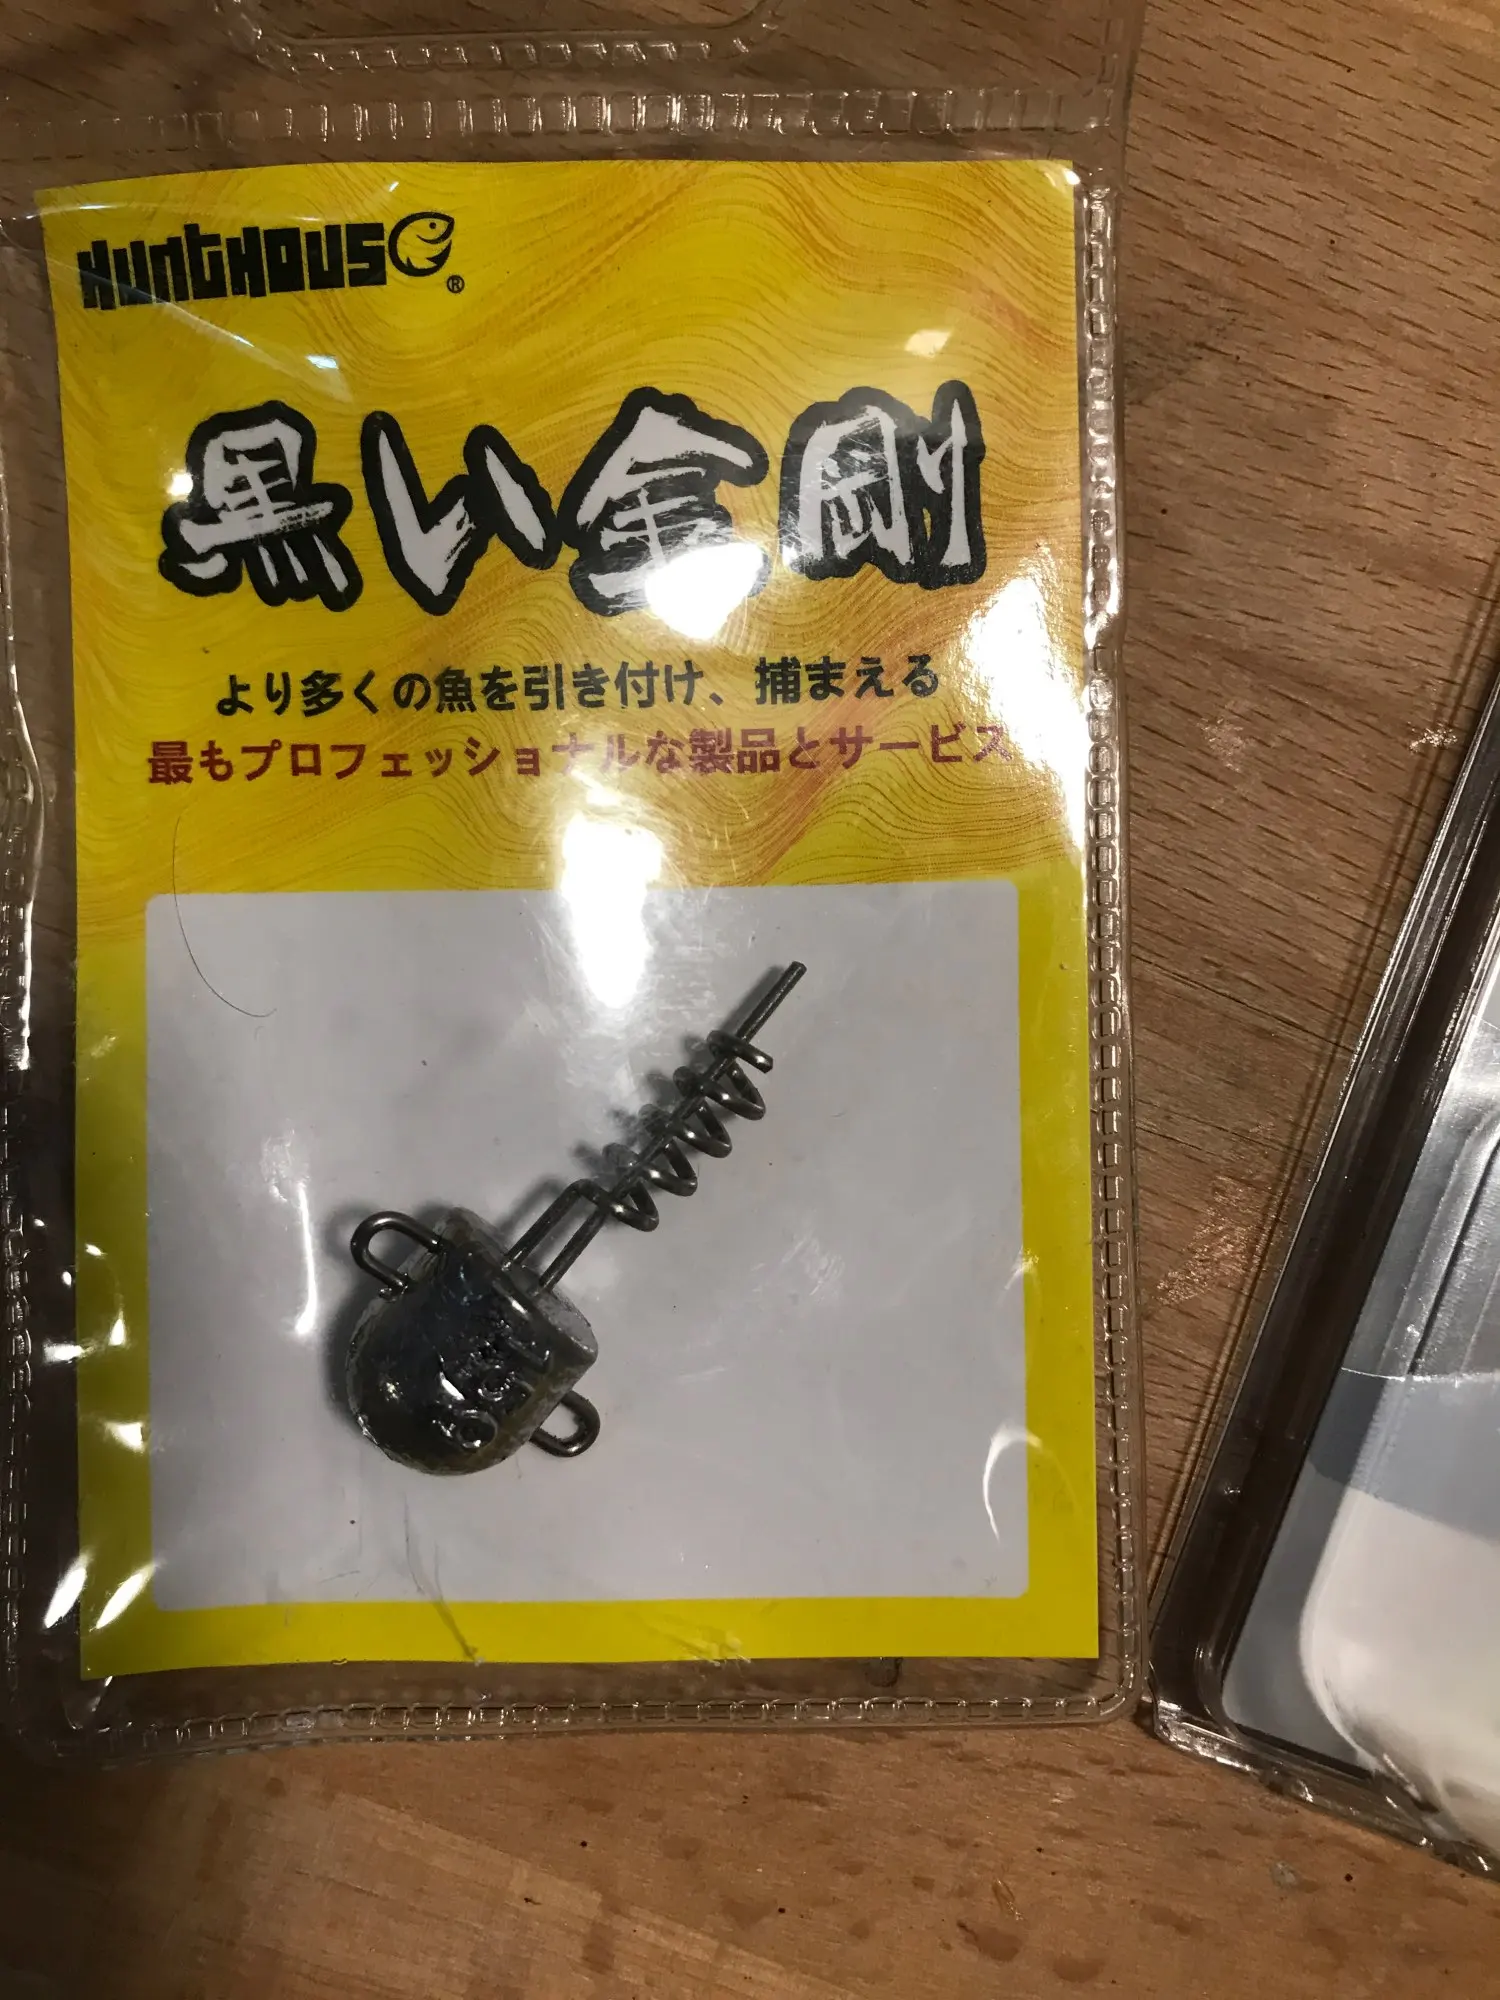 HUNTHOUSE®
黒い金剛
より多くの魚を引き付け、捕まえる
最もプロフェッショナルな製品とサービス